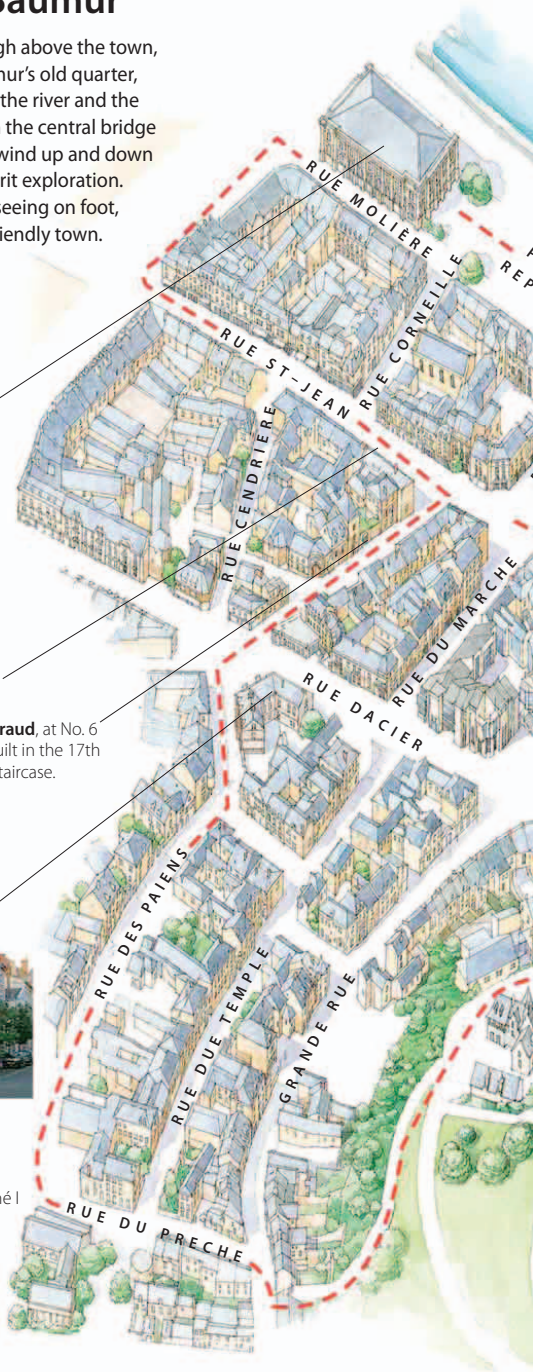 Saumur
gh above the town,
nur's old quarter,
the river and the
n the central bridge
wind up and down
rit exploration.
seeing on foot,
iendly town.
RUE MOLIÈRE
REP
RUE CORNEILLE
RUE ST-JEAN
RUE CENDRIERE
RUE DU MARCHE
RUE DACIER
raud, at No. 6
uilt in the 17th
taircase.
RUE DES PAIENS
RUE DUE TEMPLE
GRANDE RUE
né I
RUE DU PRECHE